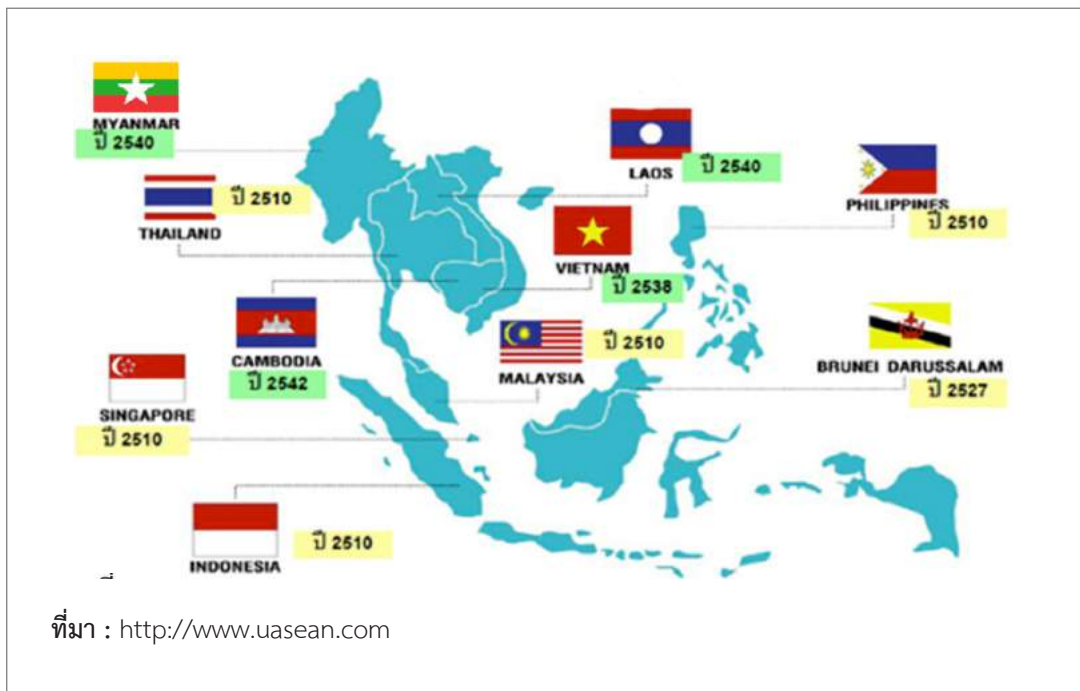 MYANMAR
ปี 2540
THAILAND
ปี 2510
LAOS
ปี 2540
PHILIPPINES
ปี 2510
VIETNAM
ปี 2538
CAMBODIA
ปี 2542
MALAYSIA
ปี 2510
BRUNEI DARUSSALAM
ปี 2527
SINGAPORE
ปี 2510
INDONESIA
ปี 2510
ที่มา : http://www.uasean.com